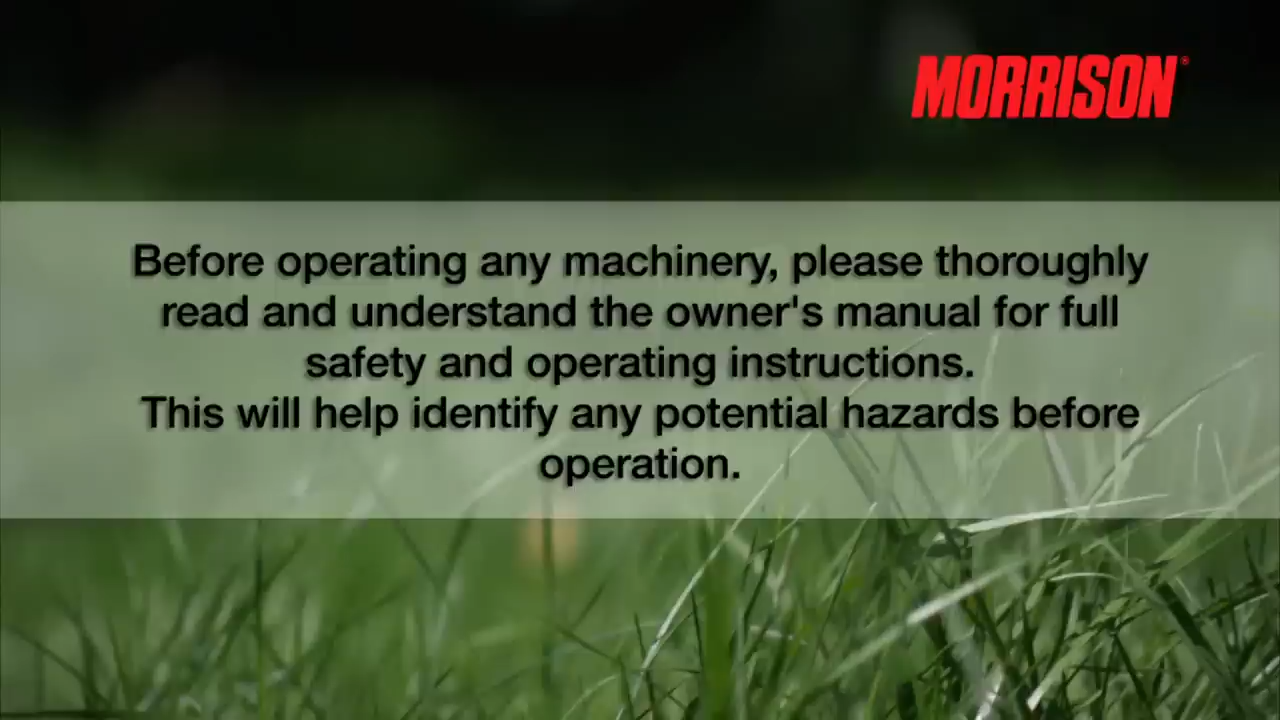 MORRISON®
Before operating any machinery, please thoroughly
read and understand the owner's manual for full
safety and operating instructions.
This will help identify any potential hazards before
operation.